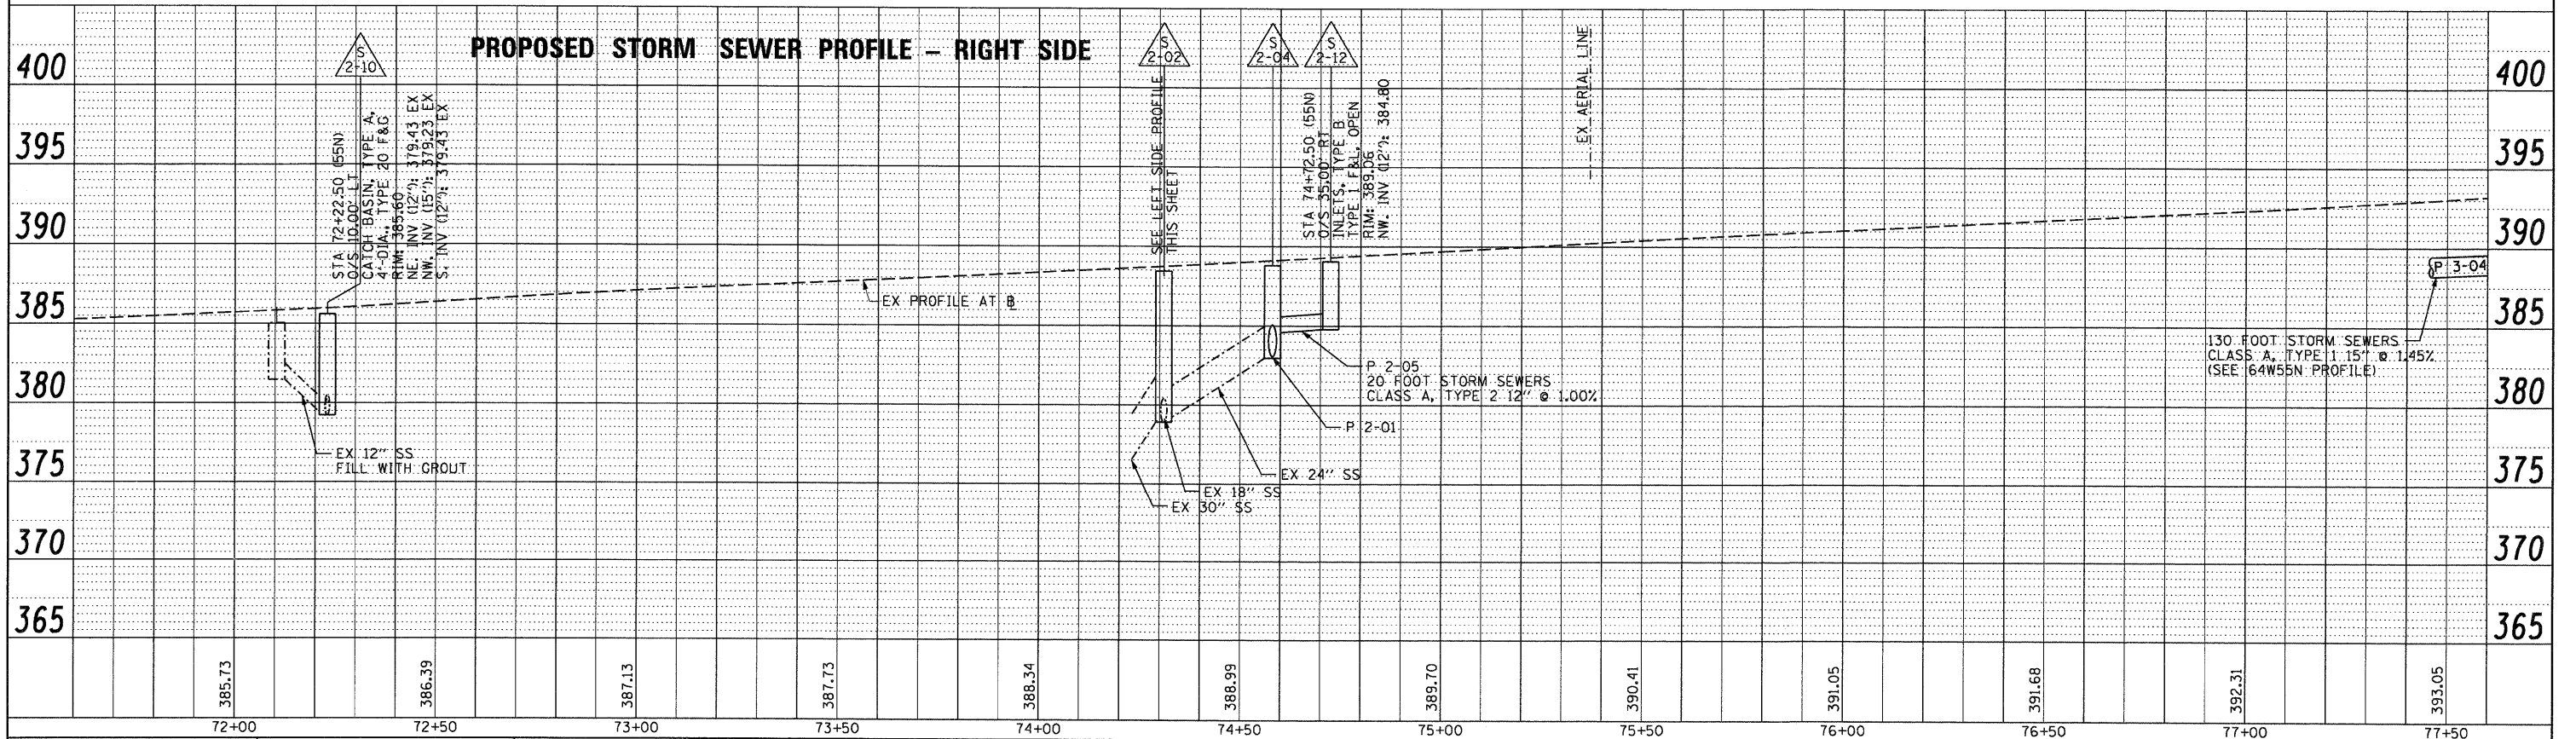 PROPOSED STORM SEWER PROFILE – RIGHT SIDE
400
395
390
385
380
375
370
365
S
2-10
STA 72+22.50 (55N)
O/S 10.00' LT
CATCH BASIN, TYPE A,
4'-DIA., TYPE 20 F&G
RIM: 385.60
NE. INV (12"): 379.43 EX
NW. INV (15"): 379.23 EX
S. INV (12"): 379.43 EX
EX 12" SS
FILL WITH GROUT
EX PROFILE AT ℄
S
2-02
SEE LEFT SIDE PROFILE
THIS SHEET
S
2-04
S
2-12
STA 74+72.50 (55N)
O/S 35.00' RT
INLETS, TYPE B
TYPE 1 F&L, OPEN
RIM: 389.06
NW. INV (12"): 384.80
P 2-05
20 FOOT STORM SEWERS
CLASS A, TYPE 2 12" @ 1.00%
P 2-01
EX 24" SS
EX 18" SS
EX 30" SS
EX AERIAL LINE
P 3-04
130 FOOT STORM SEWERS
CLASS A, TYPE 1 15" @ 1.45%
(SEE 64W55N PROFILE)
400
395
390
385
380
375
370
365
385.73
386.39
387.13
387.73
388.34
388.99
389.70
390.41
391.05
391.68
392.31
393.05
72+00
72+50
73+00
73+50
74+00
74+50
75+00
75+50
76+00
76+50
77+00
77+50